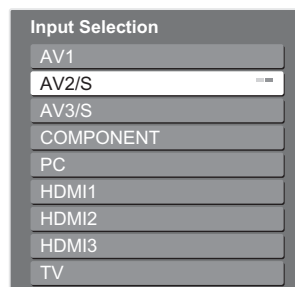 Input Selection
AV1
AV2/S
AV3/S
COMPONENT
PC
HDMI1
HDMI2
HDMI3
TV